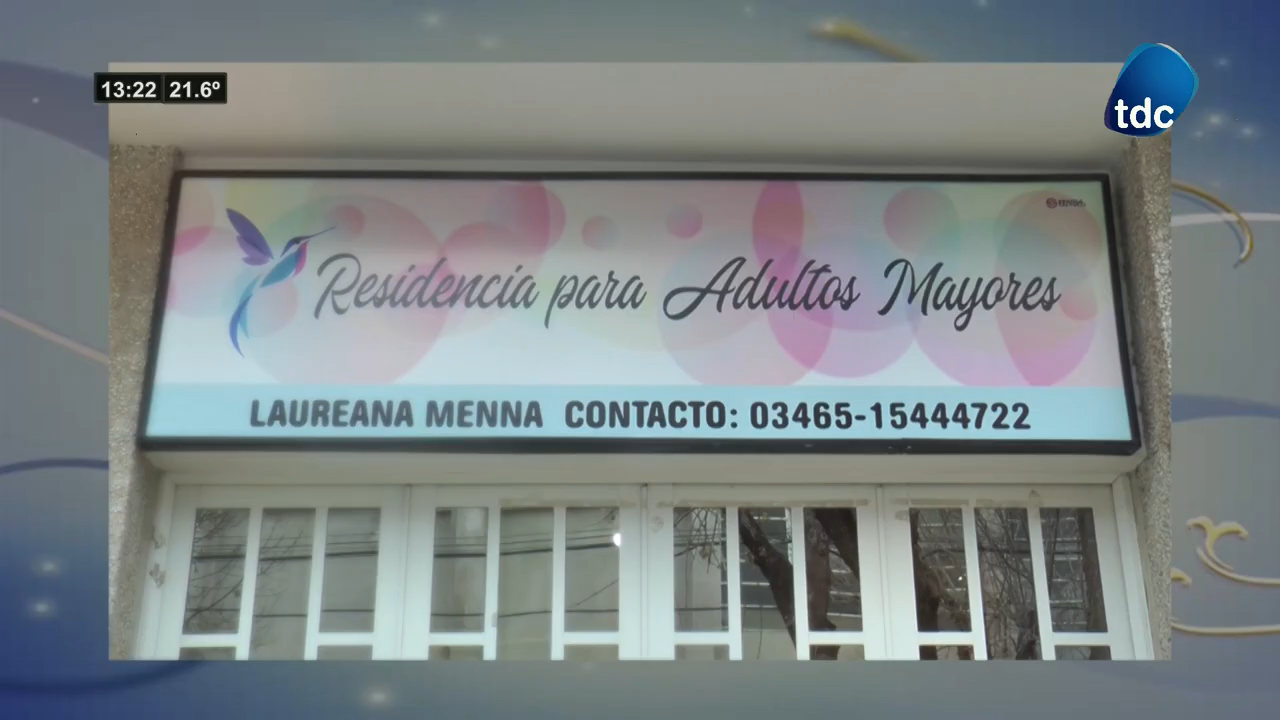 13:22 21.6º
tdc
Residencia para Adultos Mayores
LAUREANA MENNA CONTACTO: 03465-15444722